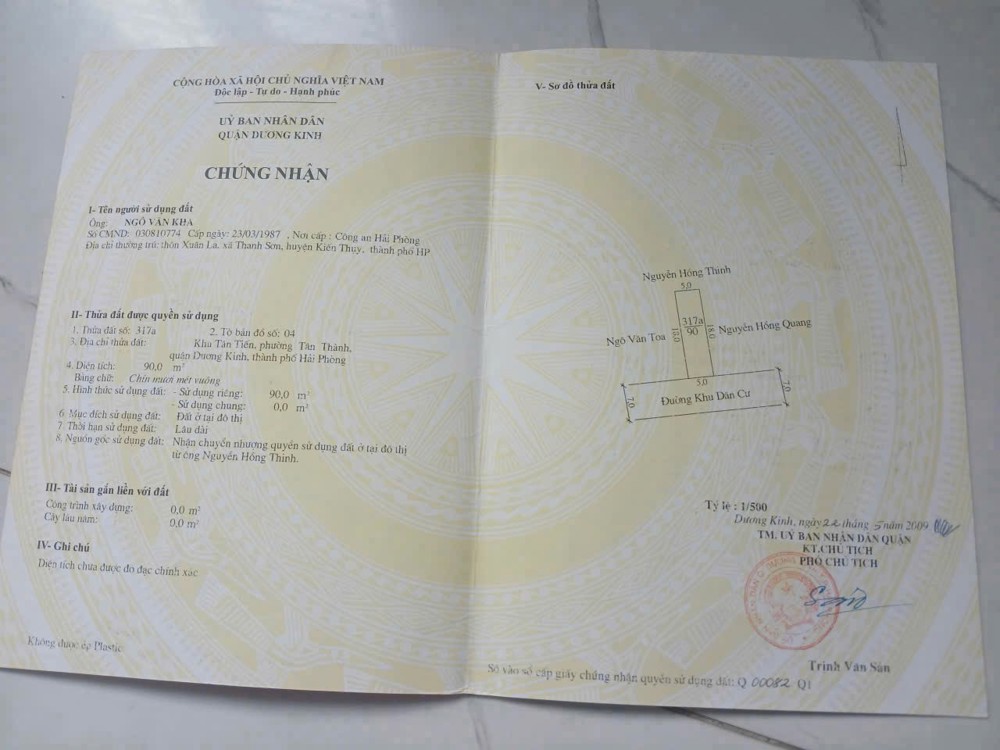 CỘNG HÒA XÃ HỘI CHỦ NGHĨA VIỆT NAM
Độc lập - Tự do - Hạnh phúc
UỶ BAN NHÂN DÂN
QUẬN DƯƠNG KINH
CHỨNG NHẬN
I- Tên người sử dụng đất
Ông: NGÔ VĂN KHA
Số CMND: 030810774 Cấp ngày: 23/03/1987 , Nơi cấp : Công an Hải Phòng
Địa chỉ thường trú: thôn Xuân La, xã Thanh Sơn, huyện Kiến Thụy, thành phố HP
II- Thửa đất được quyền sử dụng
1. Thửa đất số: 317a 2. Tờ bản đồ số: 04
3. Địa chỉ thửa đất: Khu Tân Tiến, phường Tân Thành,
quận Dương Kinh, thành phố Hải Phòng
4. Diện tích: 90,0 m²
Bằng chữ: Chín mươi mét vuông
5. Hình thức sử dụng đất: - Sử dụng riêng: 90,0 m²
- Sử dụng chung: 0,0 m²
6. Mục đích sử dụng đất: Đất ở tại đô thị
7. Thời hạn sử dụng đất: Lâu dài
8. Nguồn gốc sử dụng đất: Nhận chuyển nhượng quyền sử dụng đất ở tại đô thị
từ ông Nguyễn Hồng Thinh.
III- Tài sản gắn liền với đất
Công trình xây dựng: 0,0 m²
Cây lâu năm: 0,0 m²
IV- Ghi chú
Diện tích chưa được đo đạc chính xác
Không được ép Plastic
V- Sơ đồ thửa đất
Nguyễn Hồng Thinh
5,0
Ngô Văn Toa
18,0
317a
90
18,0
Nguyễn Hồng Quang
5,0
7,0
Đường Khu Dân Cư
7,0
Tỷ lệ : 1/500
Dương Kinh, ngày 22 tháng 5 năm 2009
TM. UỶ BAN NHÂN DÂN QUẬN
KT.CHỦ TỊCH
PHÓ CHỦ TỊCH
Trịnh Văn San
Số vào sổ cấp giấy chứng nhận quyền sử dụng đất: Q 00082 Q1